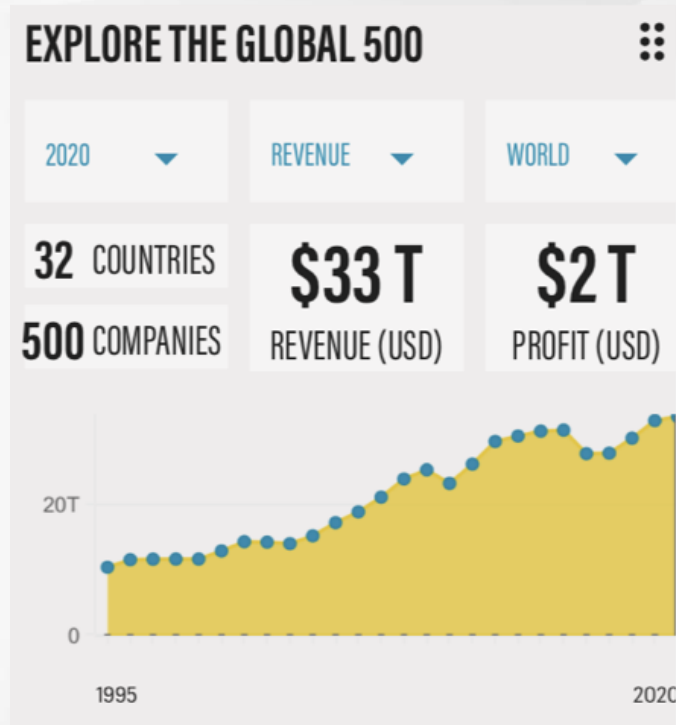 EXPLORE THE GLOBAL 500
2020
REVENUE
WORLD
32 COUNTRIES
500 COMPANIES
$33 T
REVENUE (USD)
$2 T
PROFIT (USD)
20T
0
1995
2020